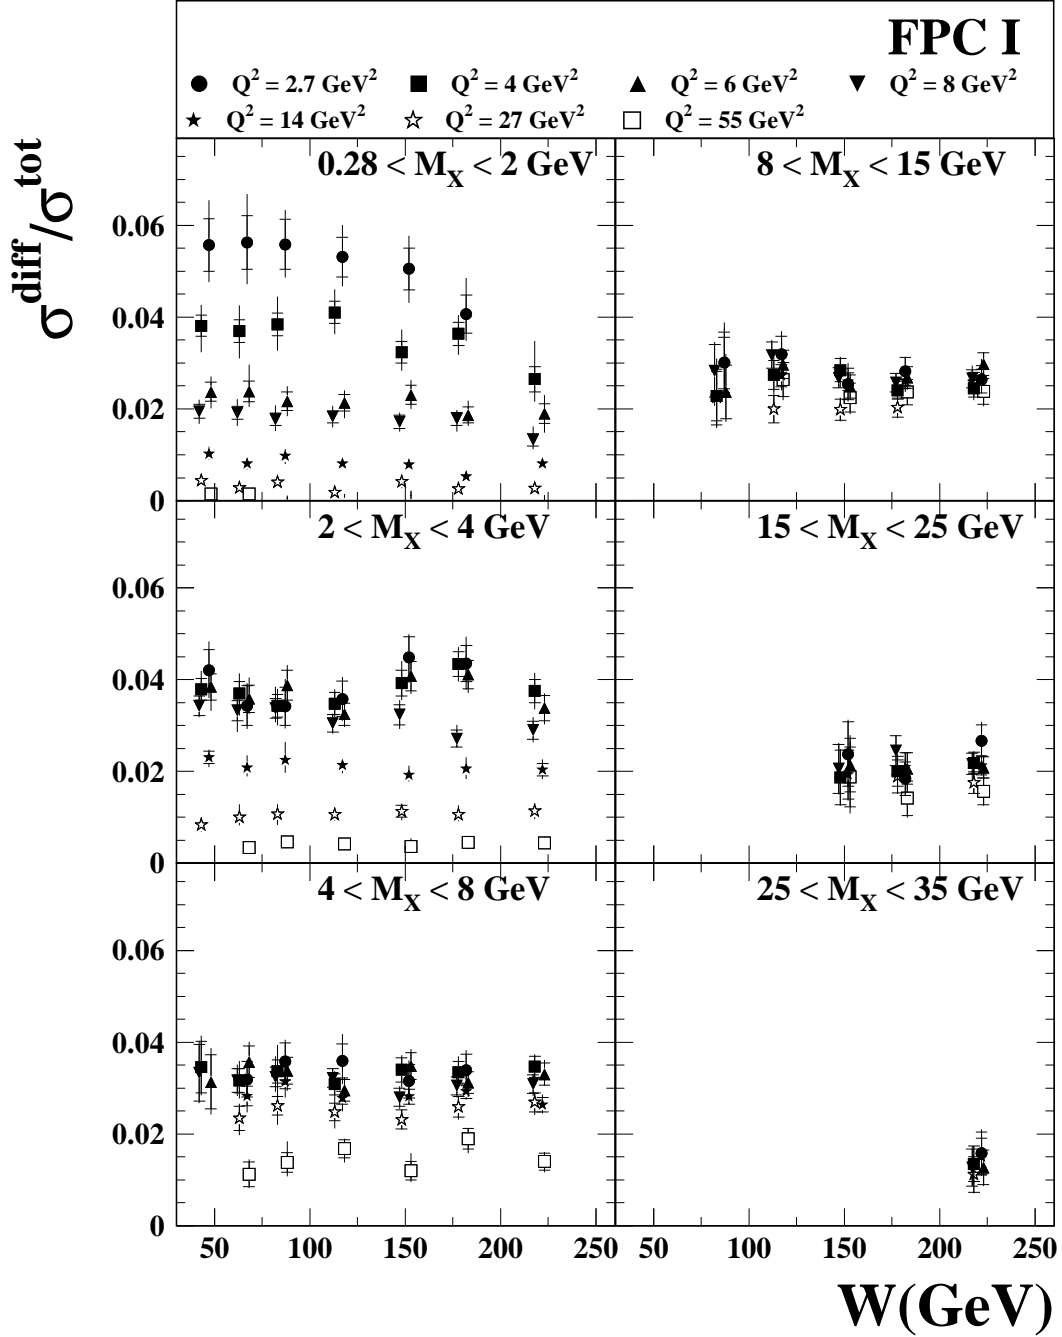 FPC I
Q² = 2.7 GeV² Q² = 4 GeV² Q² = 6 GeV² Q² = 8 GeV²
Q² = 14 GeV² Q² = 27 GeV² Q² = 55 GeV²
σ^diff/σ^tot
0.28 < M_X < 2 GeV 8 < M_X < 15 GeV
0.06
0.04
0.02
0
2 < M_X < 4 GeV 15 < M_X < 25 GeV
0.06
0.04
0.02
0
4 < M_X < 8 GeV 25 < M_X < 35 GeV
0.06
0.04
0.02
0
50 100 150 200 250 50 100 150 200 250
W(GeV)